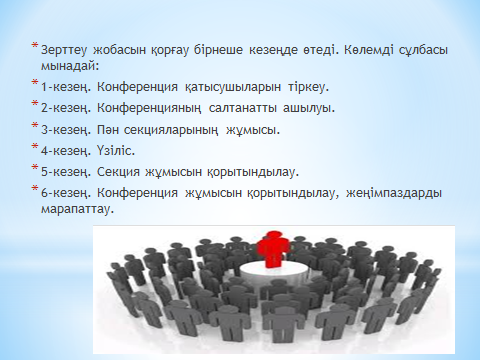 * Зерттеу жобасын қорғау бірнеше кезеңде өтеді. Көлемді сұлбасы
мынадай:
* 1-кезең. Конференция қатысушыларын тіркеу.
* 2-кезең. Конференцияның салтанатты ашылуы.
* 3-кезең. Пән секцияларының жұмысы.
* 4-кезең. Үзіліс.
* 5-кезең. Секция жұмысын қорытындылау.
* 6-кезең. Конференция жұмысын қорытындылау, жеңімпаздарды
марапаттау.